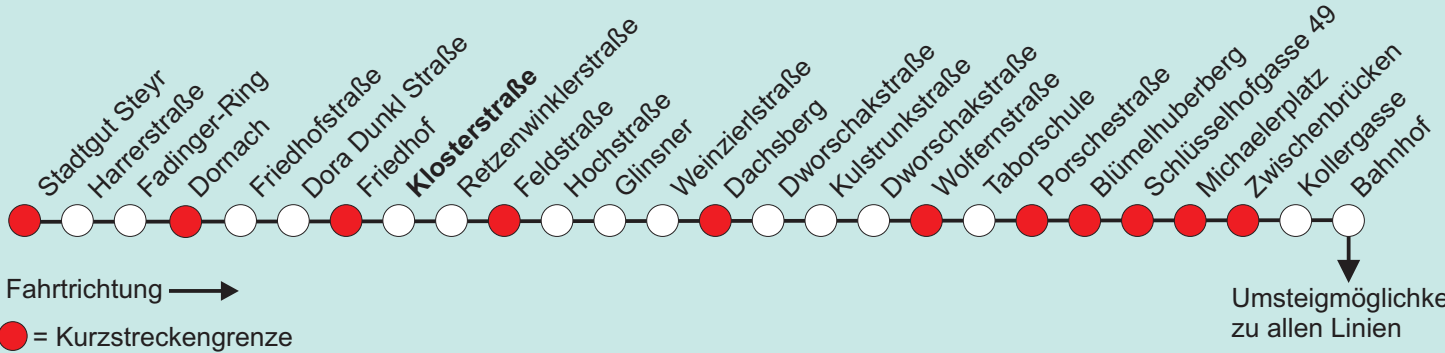 Stadtgut Steyr
Harrerstraße
Fadinger-Ring
Dornach
Friedhofstraße
Dora Dunkl Straße
Friedhof
Klosterstraße
Retzenwinklerstraße
Feldstraße
Hochstraße
Glinsner
Weinzierlstraße
Dachsberg
Dworschakstraße
Kulstrunkstraße
Dworschakstraße
Wolfernstraße
Taborschule
Porschestraße
Blümelhuberberg
Schlüsselhofgasse 49
Michaelerplatz
Zwischenbrücken
Kollergasse
Bahnhof
Fahrtrichtung
= Kurzstreckengrenze
Umsteigmöglichke
zu allen Linien